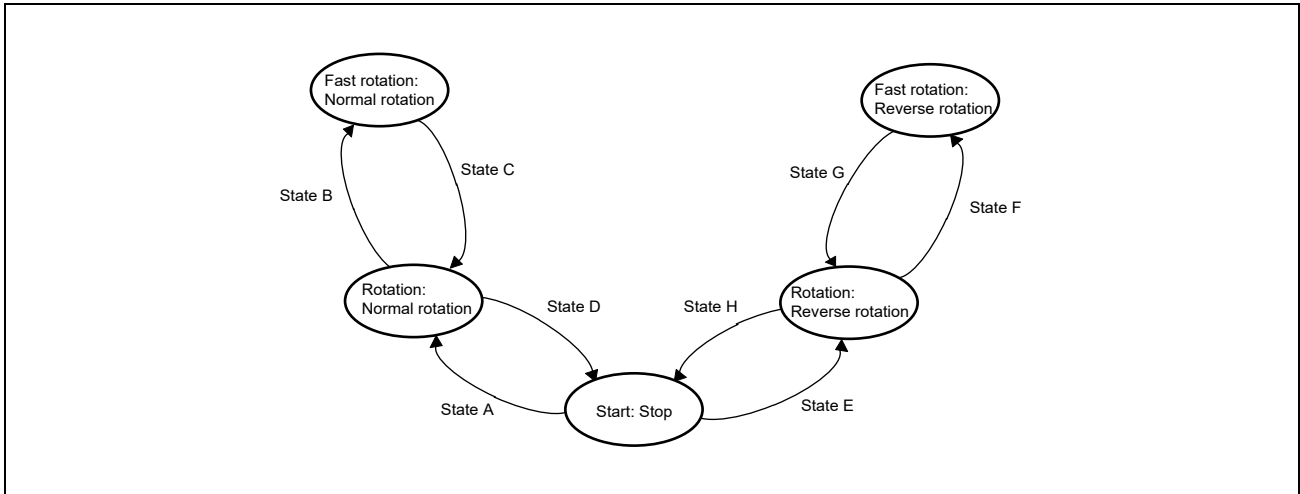 Fast rotation:
Normal rotation
Fast rotation:
Reverse rotation
State C
State G
State B
State F
Rotation:
Normal rotation
Rotation:
Reverse rotation
State D
State H
State A
Start: Stop
State E